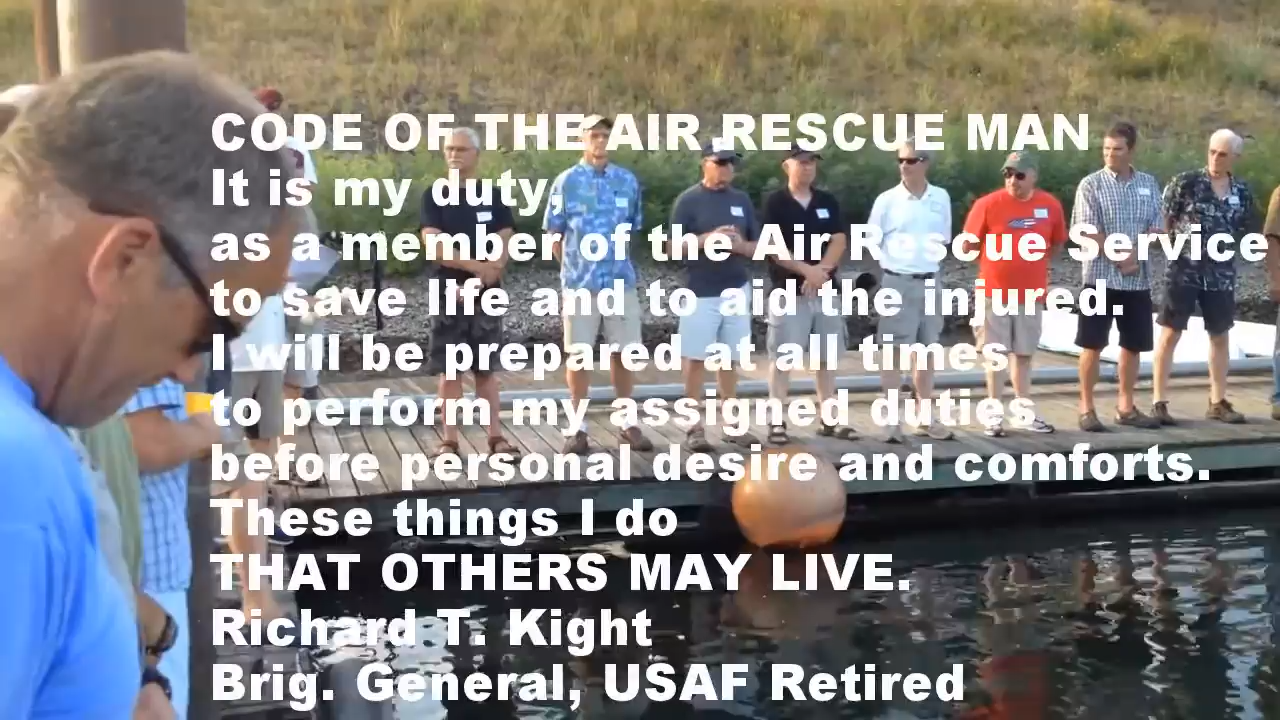 CODE OF THE AIR RESCUE MAN
It is my duty,
as a member of the Air Rescue Service
to save life and to aid the injured.
I will be prepared at all times
to perform my assigned duties
before personal desire and comforts.
These things I do
THAT OTHERS MAY LIVE.
Richard T. Kight
Brig. General, USAF Retired